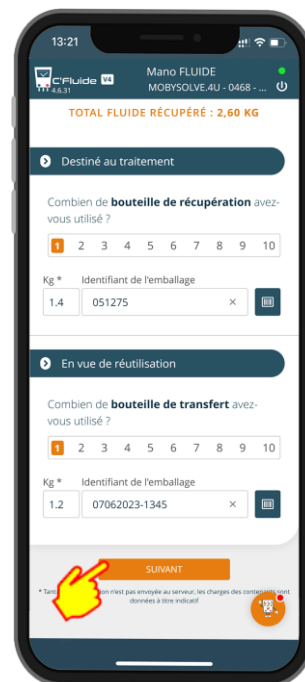 13:21
C'Fluide V4
4.6.31
Mano FLUIDE
MOBYSOLVE.4U - 0468 - ...
TOTAL FLUIDE RÉCUPÉRÉ : 2,60 KG
Destiné au traitement
Combien de bouteille de récupération avez-
vous utilisé ?
1 2 3 4 5 6 7 8 9 10
Kg * Identifiant de l'emballage
1.4 051275 ×
En vue de réutilisation
Combien de bouteille de transfert avez-
vous utilisé ?
1 2 3 4 5 6 7 8 9 10
Kg * Identifiant de l'emballage
1.2 07062023-1345 ×
SUIVANT
* Tant n'est pas envoyée au serveur, les charges des contenants sont
données à titre indicatif